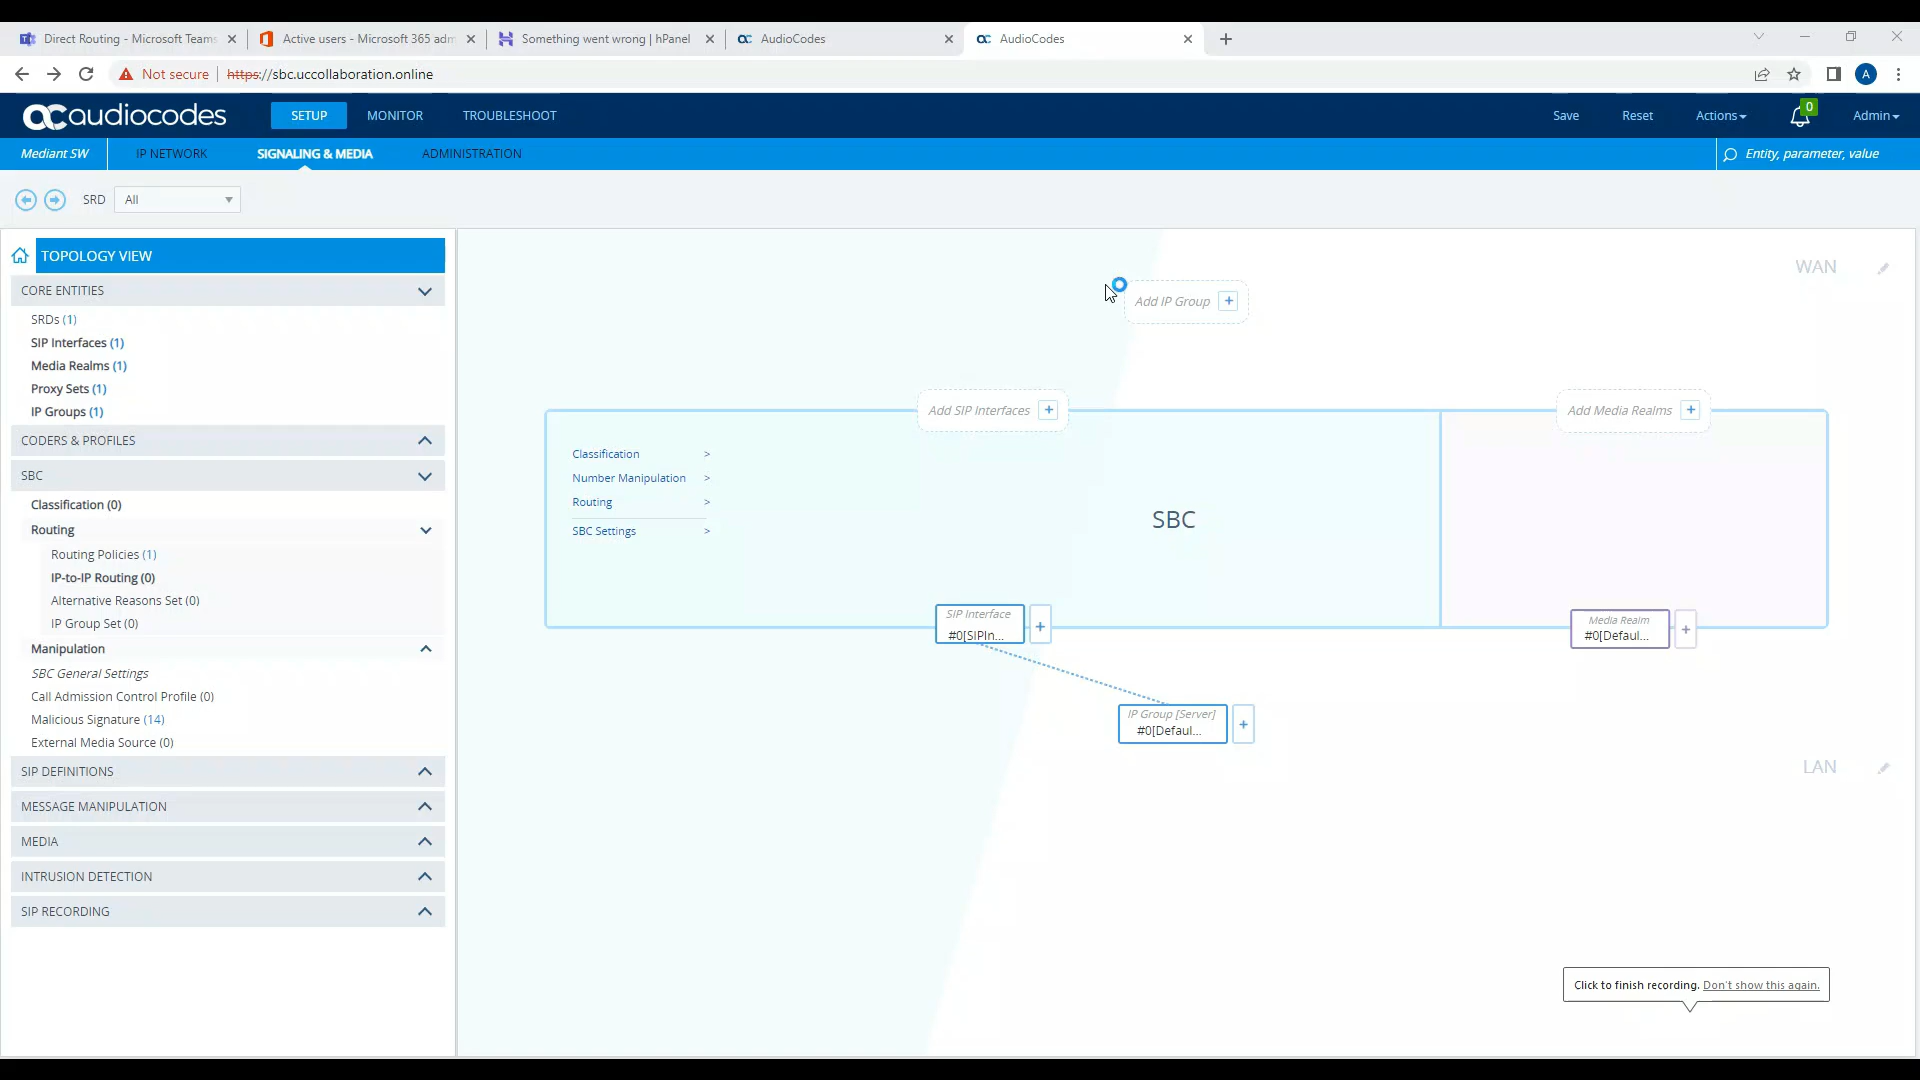 Direct Routing - Microsoft Teams
Active users - Microsoft 365 adm
Something went wrong | hPanel
AudioCodes
AudioCodes
Not secure
https://sbc.uccollaboration.online
A
audiocodes
SETUP
MONITOR
TROUBLESHOOT
Save
Reset
Actions
0
Admin
Mediant SW
IP NETWORK
SIGNALING & MEDIA
ADMINISTRATION
Entity, parameter, value
SRD
All
TOPOLOGY VIEW
CORE ENTITIES
SRDs (1)
SIP Interfaces (1)
Media Realms (1)
Proxy Sets (1)
IP Groups (1)
CODERS & PROFILES
SBC
Classification (0)
Routing
Routing Policies (1)
IP-to-IP Routing (0)
Alternative Reasons Set (0)
IP Group Set (0)
Manipulation
SBC General Settings
Call Admission Control Profile (0)
Malicious Signature (14)
External Media Source (0)
SIP DEFINITIONS
MESSAGE MANIPULATION
MEDIA
INTRUSION DETECTION
SIP RECORDING
WAN
Add IP Group +
Add SIP Interfaces +
Add Media Realms +
Classification >
Number Manipulation >
Routing >
SBC Settings >
SBC
SIP Interface
#0[SIPIn...
+
Media Realm
#0[Defaul...
+
IP Group [Server]
#0[Defaul...
+
LAN
Click to finish recording. Don't show this again.